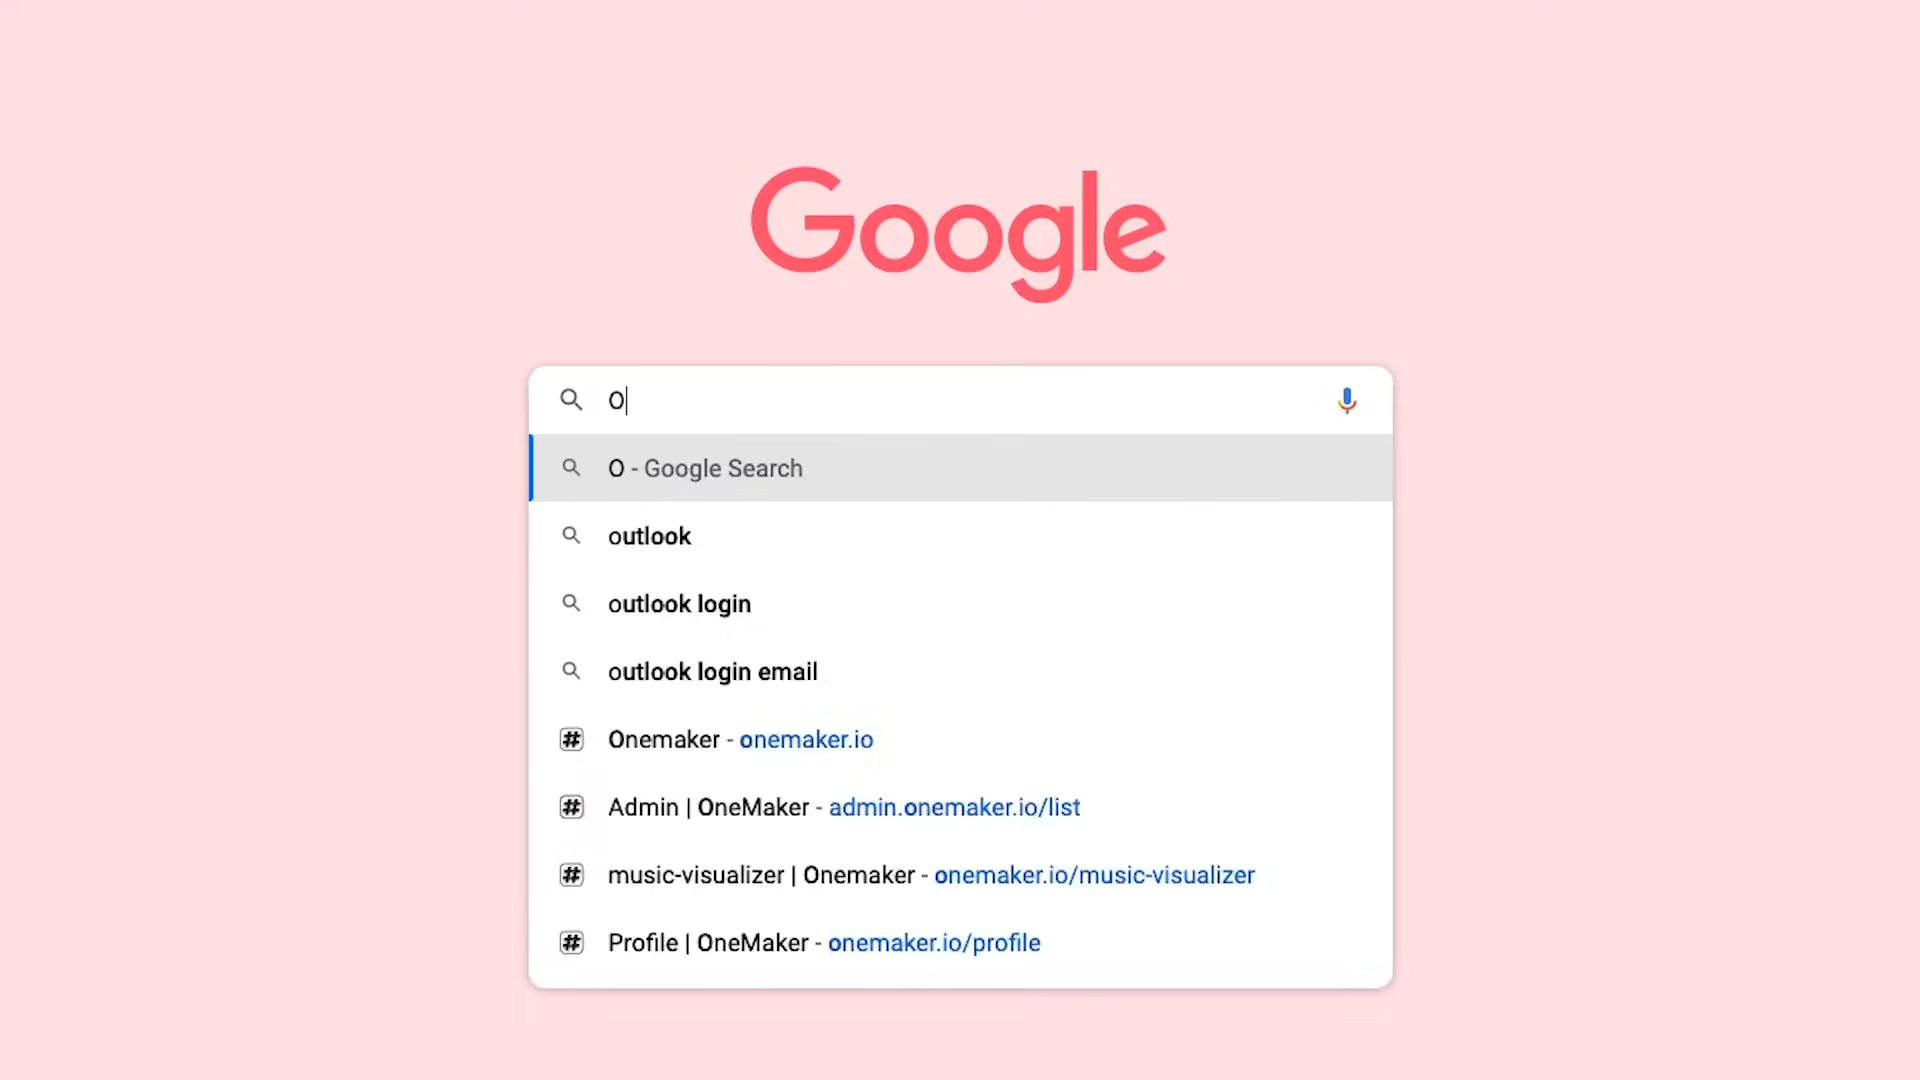 Google
O
O - Google Search
outlook
outlook login
outlook login email
Onemaker - onemaker.io
Admin | OneMaker - admin.onemaker.io/list
music-visualizer | Onemaker - onemaker.io/music-visualizer
Profile | OneMaker - onemaker.io/profile